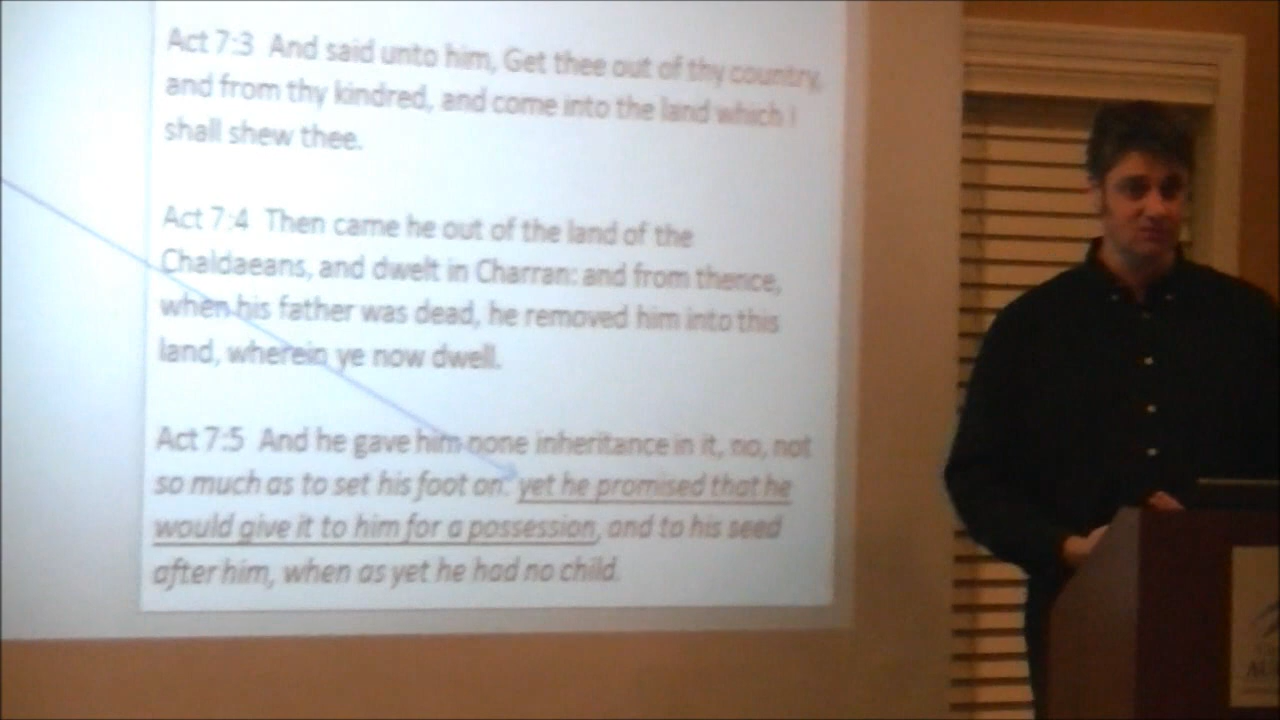 Act 7:3 And said unto him, Get thee out of thy country,
and from thy kindred, and come into the land which I
shall shew thee.
Act 7:4 Then came he out of the land of the
Chaldaeans, and dwelt in Charran: and from thence,
when his father was dead, he removed him into this
land, wherein ye now dwell.
Act 7:5 And he gave him none inheritance in it, no, not
so much as to set his foot on: yet he promised that he
would give it to him for a possession, and to his seed
after him, when as yet he had no child.